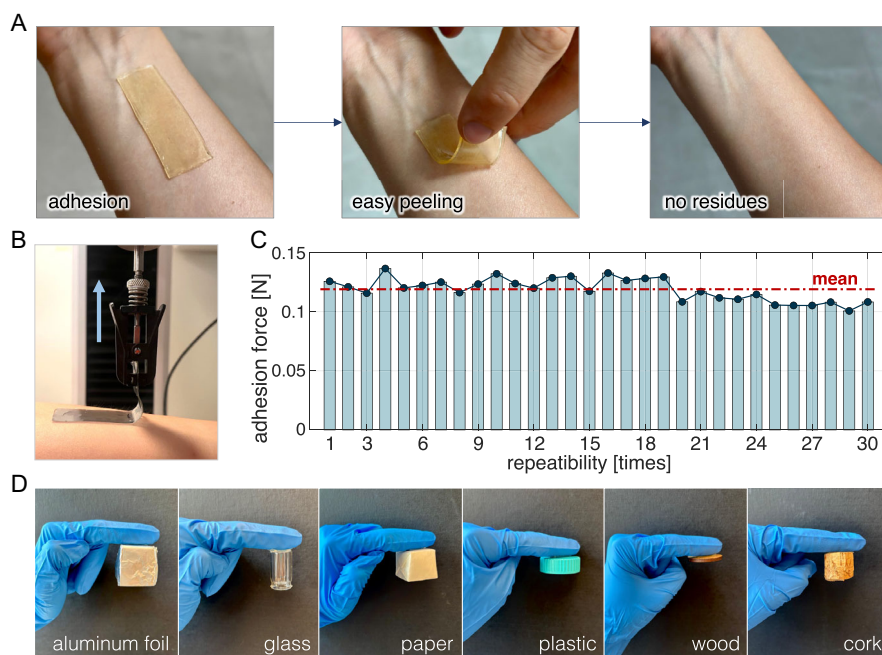 A
adhesion
easy peeling
no residues
B
C
0.15
0.1
0.05
0
adhesion force [N]
mean
1 3 6 9 12 15 18 21 24 27 30
repeatibility [times]
D
aluminum foil
glass
paper
plastic
wood
cork